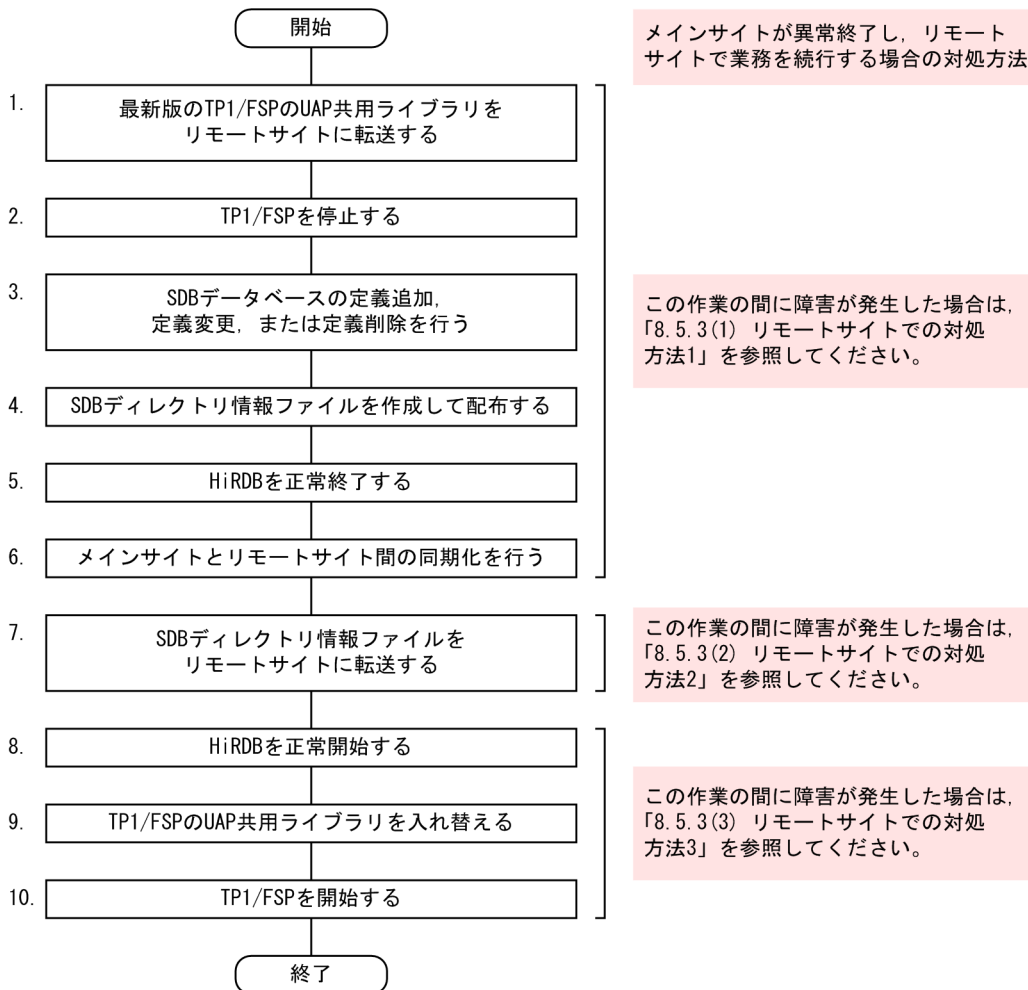 開始
メインサイトが異常終了し，リモート
サイトで業務を続行する場合の対処方法
1.
最新版のTP1/FSPのUAP共用ライブラリを
リモートサイトに転送する
2.
TP1/FSPを停止する
3.
SDBデータベースの定義追加，
定義変更，または定義削除を行う
この作業の間に障害が発生した場合は，
「8.5.3(1) リモートサイトでの対処
方法1」を参照してください。
4.
SDBディレクトリ情報ファイルを作成して配布する
5.
HiRDBを正常終了する
6.
メインサイトとリモートサイト間の同期化を行う
7.
SDBディレクトリ情報ファイルを
リモートサイトに転送する
この作業の間に障害が発生した場合は，
「8.5.3(2) リモートサイトでの対処
方法2」を参照してください。
8.
HiRDBを正常開始する
9.
TP1/FSPのUAP共用ライブラリを入れ替える
この作業の間に障害が発生した場合は，
「8.5.3(3) リモートサイトでの対処
方法3」を参照してください。
10.
TP1/FSPを開始する
終了